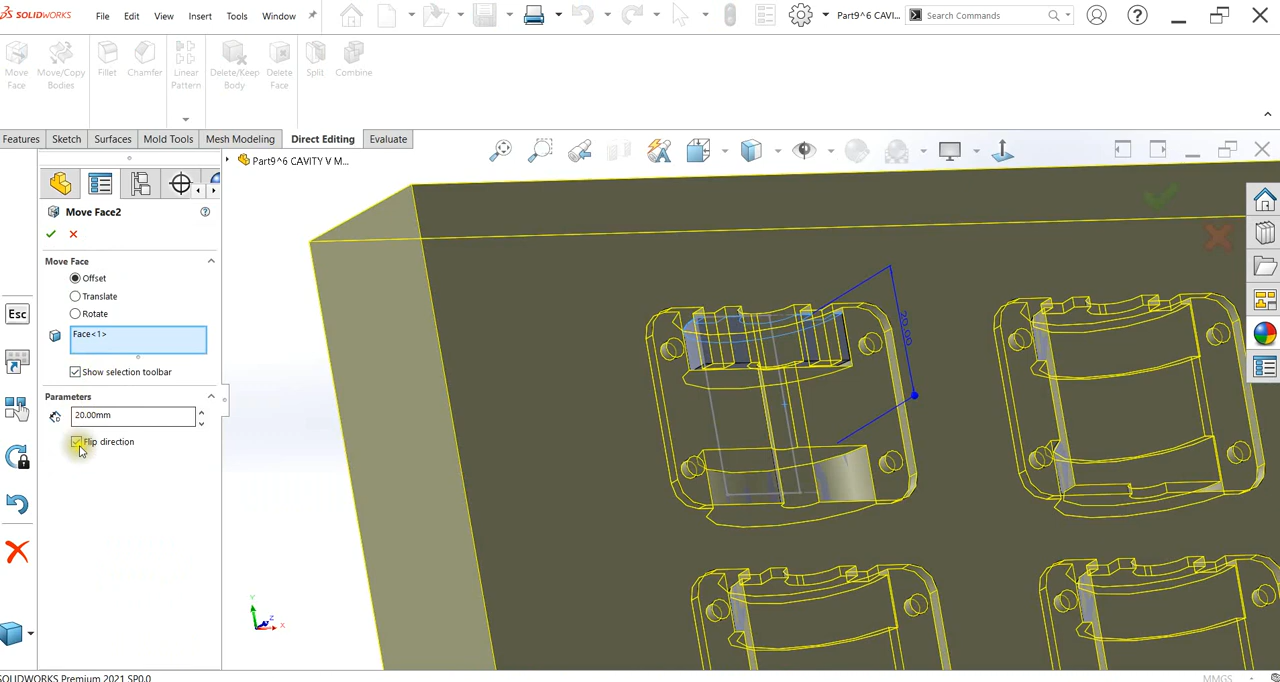 SOLIDWORKS
File
Edit
View
Insert
Tools
Window
Part9^6 CAVI...
Search Commands
Move Face
Move/Copy Bodies
Fillet
Chamfer
Linear Pattern
Delete/Keep Body
Delete Face
Split
Combine
Features
Sketch
Surfaces
Mold Tools
Mesh Modeling
Direct Editing
Evaluate
Part9^6 CAVITY V M...
Move Face2
Move Face
Offset
Translate
Rotate
Face<1>
Show selection toolbar
Parameters
20.00mm
Flip direction
Esc
20.00
Y
Z
X
SOLIDWORKS Premium 2021 SP0.0
MMGS